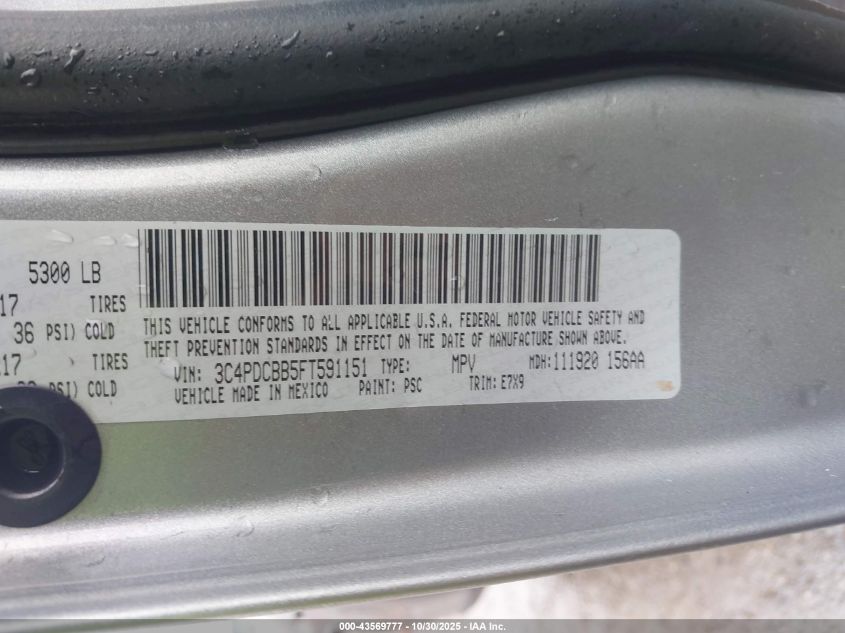 5300 LB
17 TIRES
36 PSI) COLD
17 TIRES
PSI) COLD
THIS VEHICLE CONFORMS TO ALL APPLICABLE U.S.A. FEDERAL MOTOR VEHICLE SAFETY AND
THEFT PREVENTION STANDARDS IN EFFECT ON THE DATE OF MANUFACTURE SHOWN ABOVE.
VIN: 3C4PDCBB5FT591151 TYPE: MPV MDH:111920 156AA
VEHICLE MADE IN MEXICO PAINT: PSC TRIM: E7X9
000-43569777 - 10/30/2025 - IAA Inc.